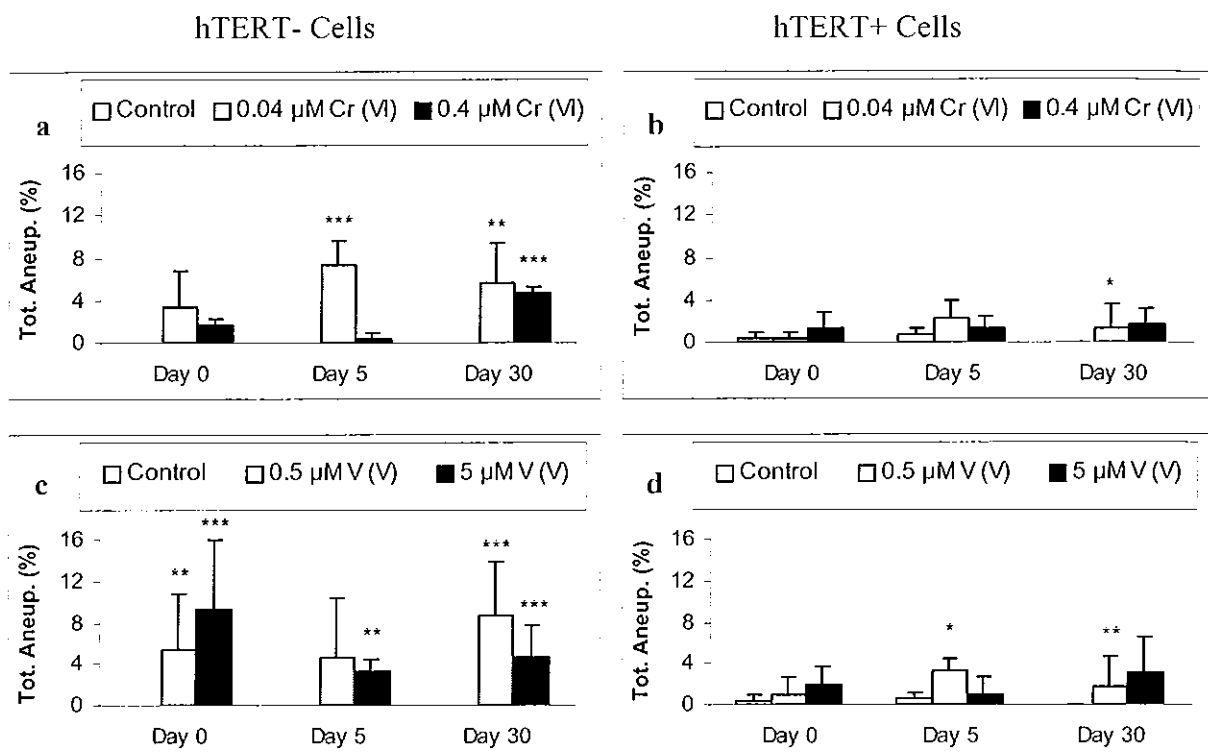 hTERT- Cells
hTERT+ Cells
a
Control 0.04 µM Cr (VI) 0.4 µM Cr (VI)
Tot. Aneup. (%)
16
12
8
4
0
***
**
***
Day 0 Day 5 Day 30
b
Control 0.04 µM Cr (VI) 0.4 µM Cr (VI)
Tot. Aneup. (%)
16
12
8
4
0
*
Day 0 Day 5 Day 30
c
Control 0.5 µM V (V) 5 µM V (V)
Tot. Aneup. (%)
16
12
8
4
0
**
***
**
***
***
Day 0 Day 5 Day 30
d
Control 0.5 µM V (V) 5 µM V (V)
Tot. Aneup. (%)
16
12
8
4
0
*
**
Day 0 Day 5 Day 30